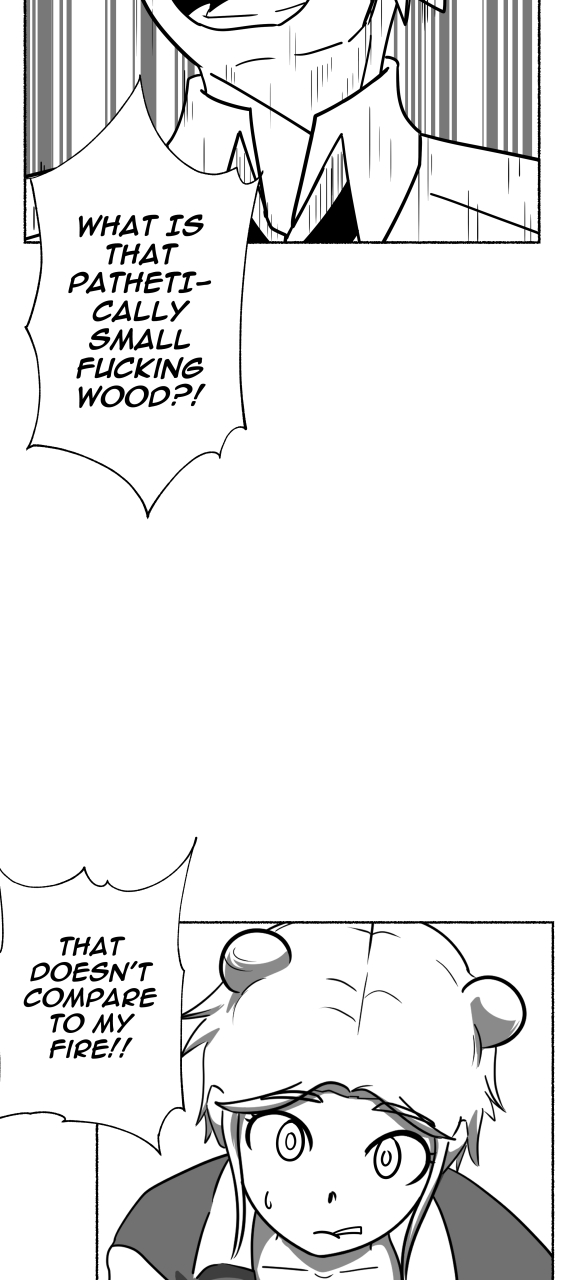 WHAT IS
THAT
PATHETI-
CALLY
SMALL
FUCKING
WOOD?!
THAT
DOESN'T
COMPARE
TO MY
FIRE!!